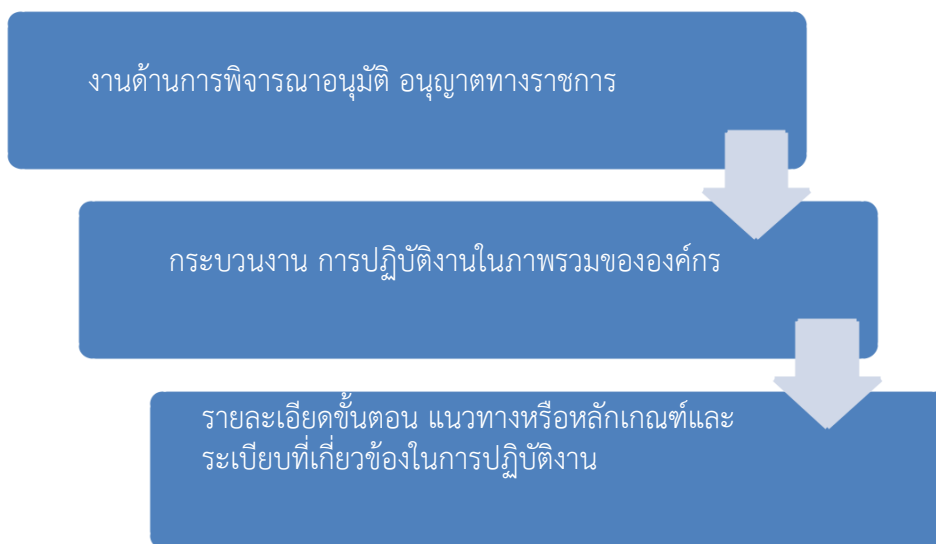 งานด้านการพิจารณาอนุมัติ อนุญาตทางราชการ
กระบวนงาน การปฏิบัติงานในภาพรวมขององค์กร
รายละเอียดขั้นตอน แนวทางหรือหลักเกณฑ์และ
ระเบียบที่เกี่ยวข้องในการปฏิบัติงาน